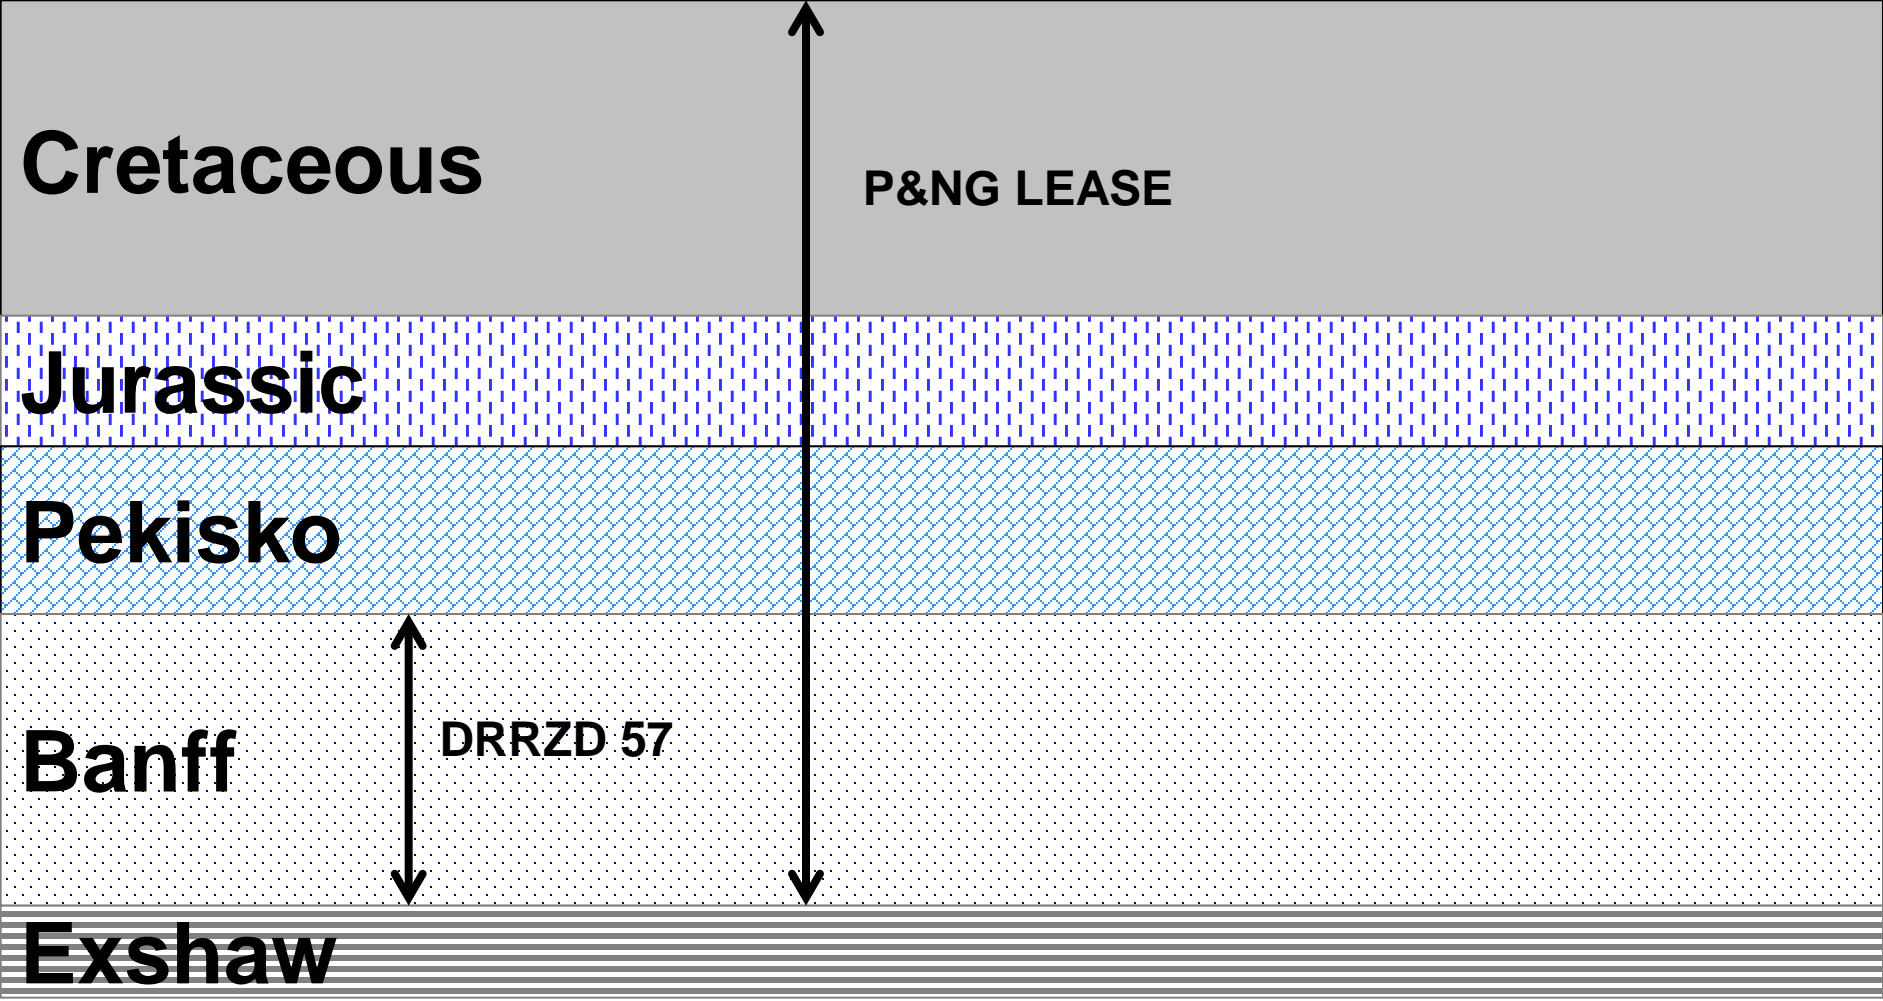 Cretaceous
P&NG LEASE
Jurassic
Pekisko
Banff
DRRZD 57
Exshaw